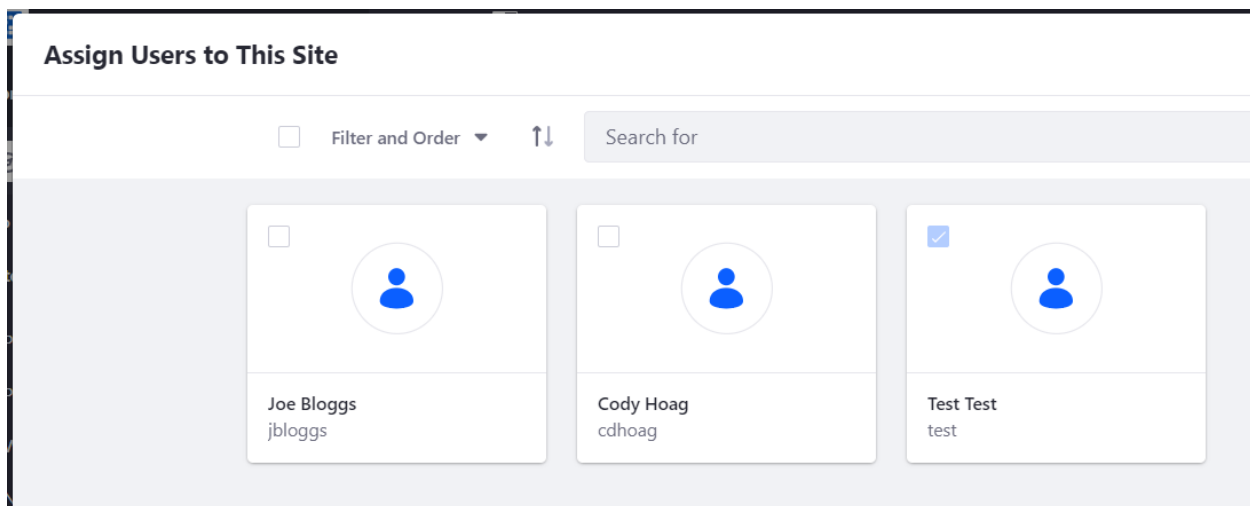 Assign Users to This Site
Filter and Order
Search for
Joe Bloggs
jbloggs
Cody Hoag
cdhoag
Test Test
test